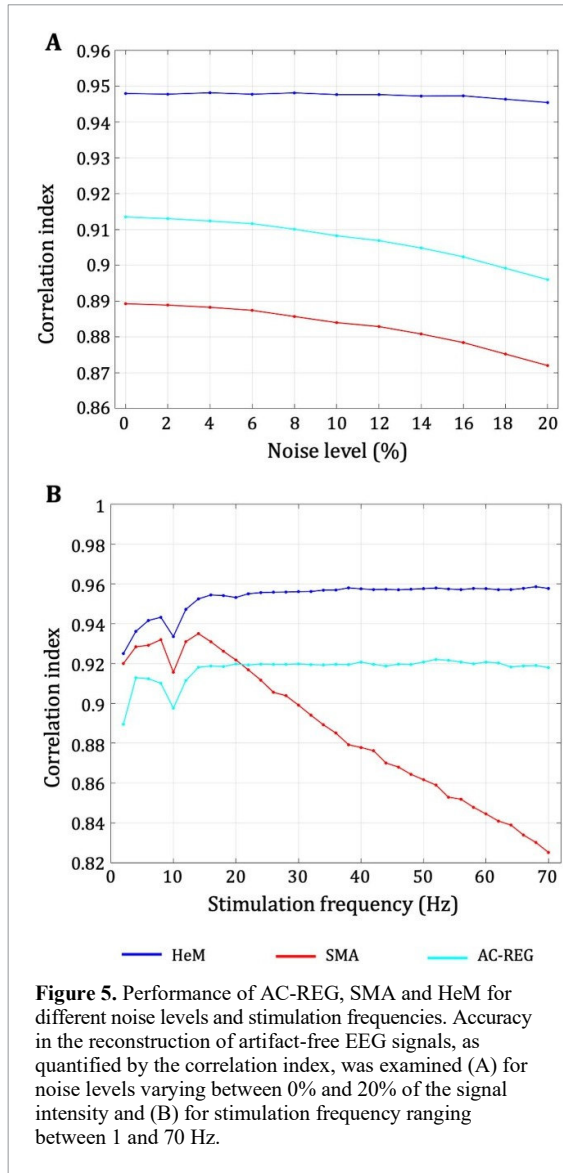 A
0.96
0.95
0.94
0.93
0.92
0.91
0.9
0.89
0.88
0.87
0.86
Correlation index
0 2 4 6 8 10 12 14 16 18 20
Noise level (%)
B
1
0.98
0.96
0.94
0.92
0.9
0.88
0.86
0.84
0.82
Correlation index
2 10 20 30 40 50 60 70
Stimulation frequency (Hz)
HeM SMA AC-REG
Figure 5. Performance of AC-REG, SMA and HeM for
different noise levels and stimulation frequencies. Accuracy
in the reconstruction of artifact-free EEG signals, as
quantified by the correlation index, was examined (A) for
noise levels varying between 0% and 20% of the signal
intensity and (B) for stimulation frequency ranging
between 1 and 70 Hz.